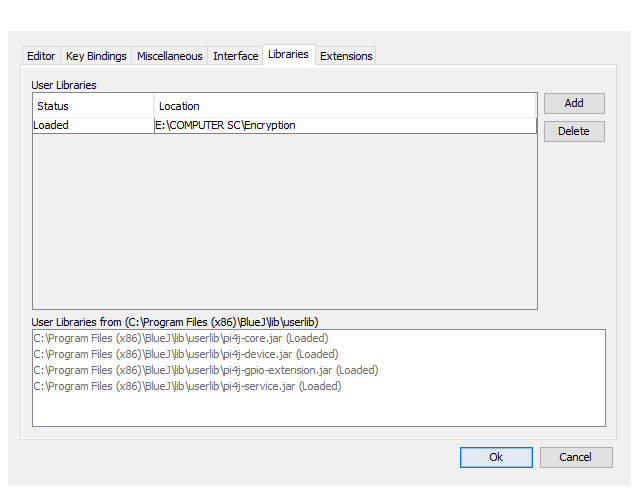 Editor Key Bindings Miscellaneous Interface Libraries Extensions
User Libraries
Status Location Add
Loaded E:\COMPUTER SC\Encryption
Delete
User Libraries from (C:\Program Files (x86)\BlueJ\lib\userlib)
C:\Program Files (x86)\BlueJ\lib\userlib\pi4j-core.jar (Loaded)
C:\Program Files (x86)\BlueJ\lib\userlib\pi4j-device.jar (Loaded)
C:\Program Files (x86)\BlueJ\lib\userlib\pi4j-gpio-extension.jar (Loaded)
C:\Program Files (x86)\BlueJ\lib\userlib\pi4j-service.jar (Loaded)
Ok Cancel